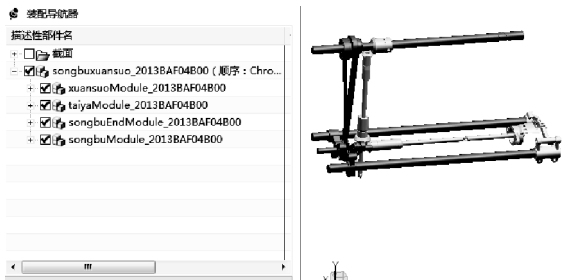 装配导航器
描述性部件名
截面
songbuxuansuo_2013BAF04B00 (顺序：Chro...
xuansuoModule_2013BAF04B00
taiyaModule_2013BAF04B00
songbuEndModule_2013BAF04B00
songbuModule_2013BAF04B00
Y
X